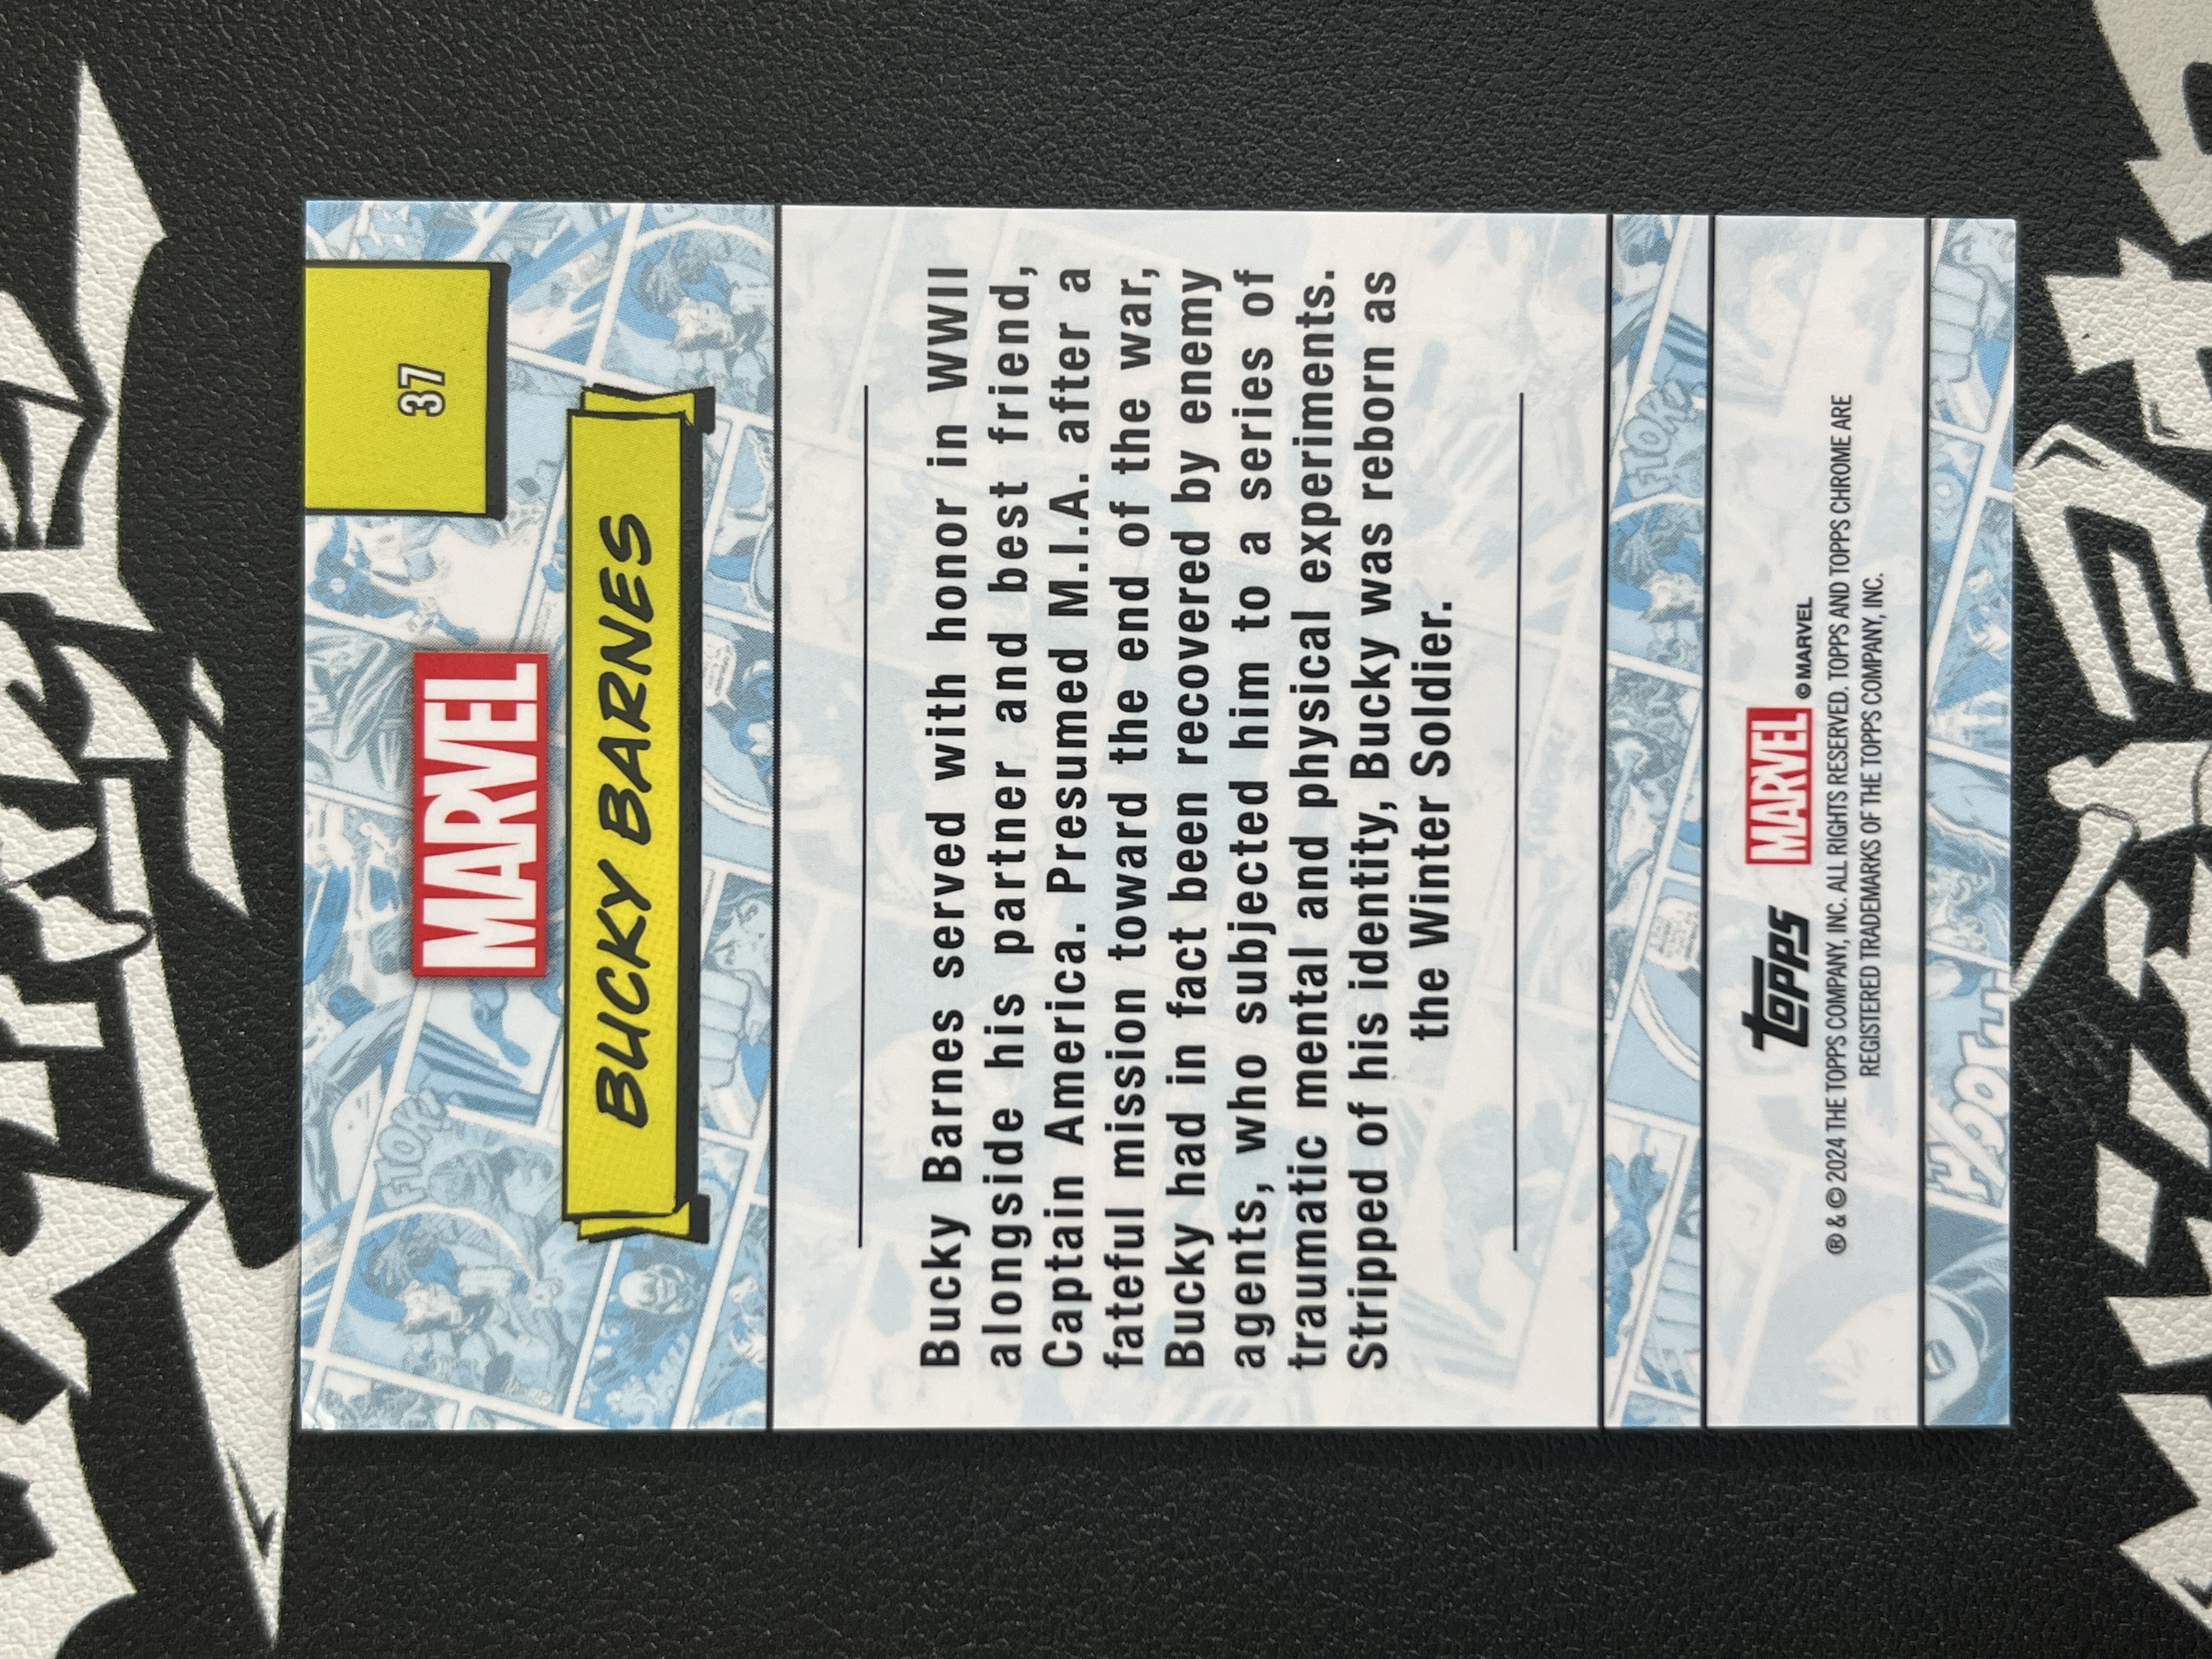 37
MARVEL
BUCKY BARNES
Bucky Barnes served with honor in WWII
alongside his partner and best friend,
Captain America. Presumed M.I.A. after a
fateful mission toward the end of the war,
Bucky had in fact been recovered by enemy
agents, who subjected him to a series of
traumatic mental and physical experiments.
Stripped of his identity, Bucky was reborn as
the Winter Soldier.
topps MARVEL © MARVEL
® & © 2024 THE TOPPS COMPANY, INC. ALL RIGHTS RESERVED. TOPPS AND TOPPS CHROME ARE
REGISTERED TRADEMARKS OF THE TOPPS COMPANY, INC.
FTOK!
FTOK!